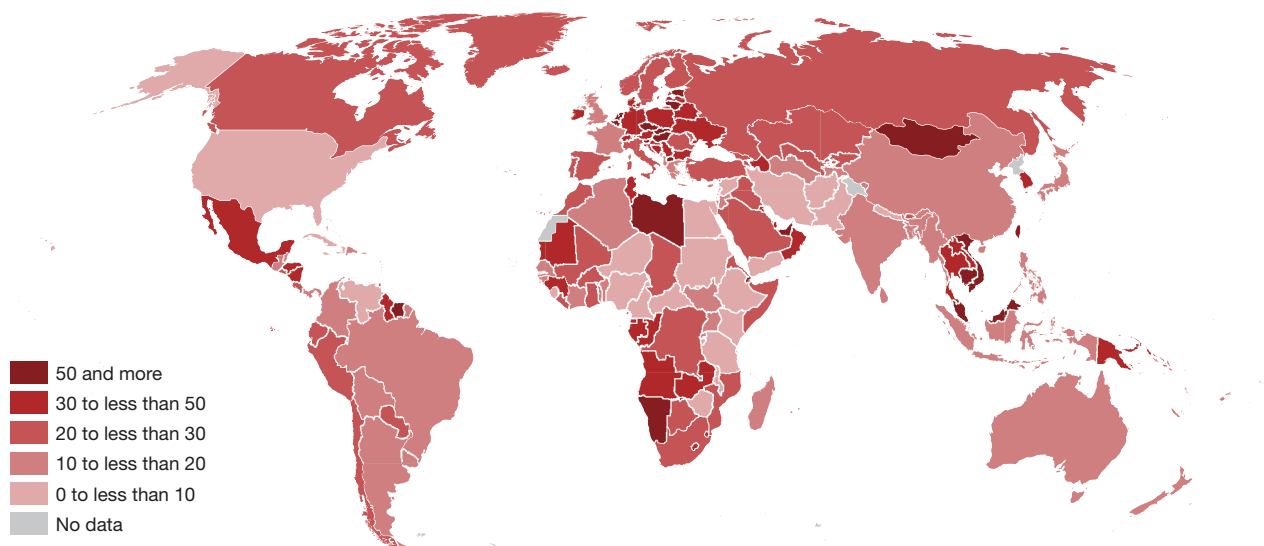 50 and more
30 to less than 50
20 to less than 30
10 to less than 20
0 to less than 10
No data